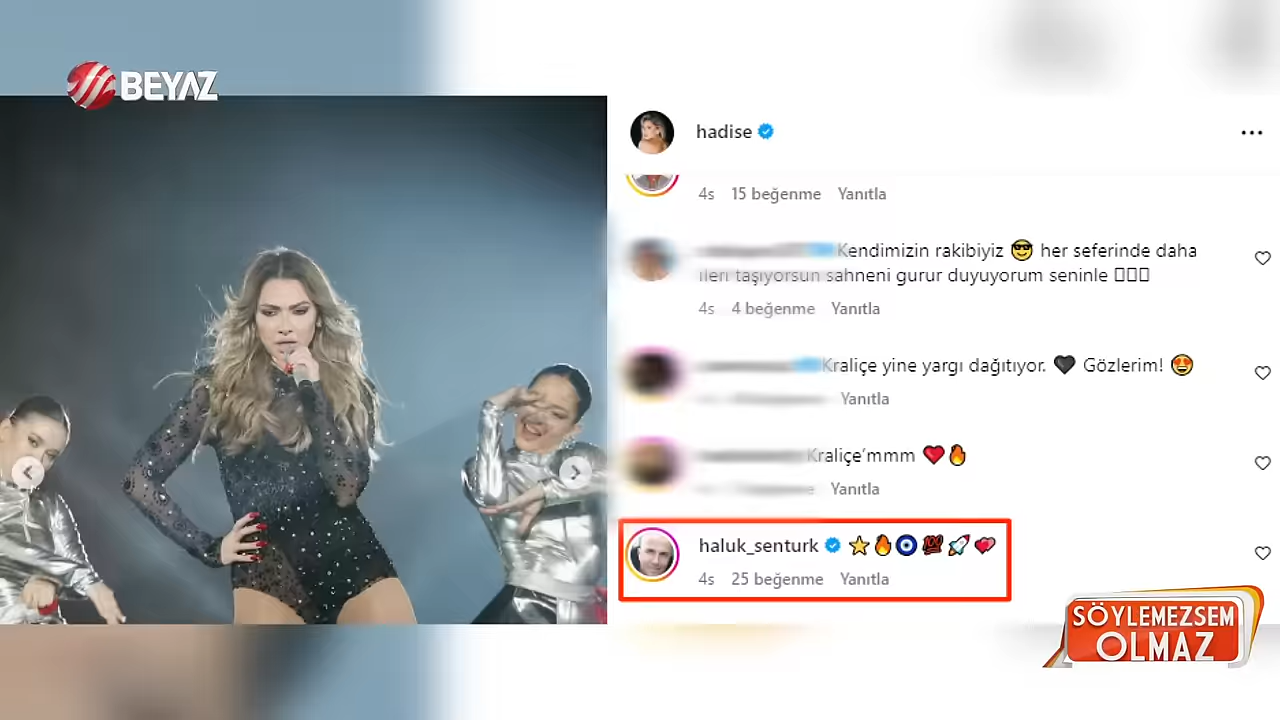 BEYAZ
hadise
4s 15 beğenme Yanıtla
Kendimizin rakibiyiz 😎 her seferinde daha
ileri taşıyorsun sahneni gurur duyuyorum seninle
4s 4 beğenme Yanıtla
Kraliçe yine yargı dağıtıyor. 🖤 Gözlerim! 😍
Yanıtla
Kraliçe’mmm ❤️🔥
Yanıtla
haluk_senturk ⭐🔥🧿💯🚀💕
4s 25 beğenme Yanıtla
SÖYLEMEZSEM
OLMAZ